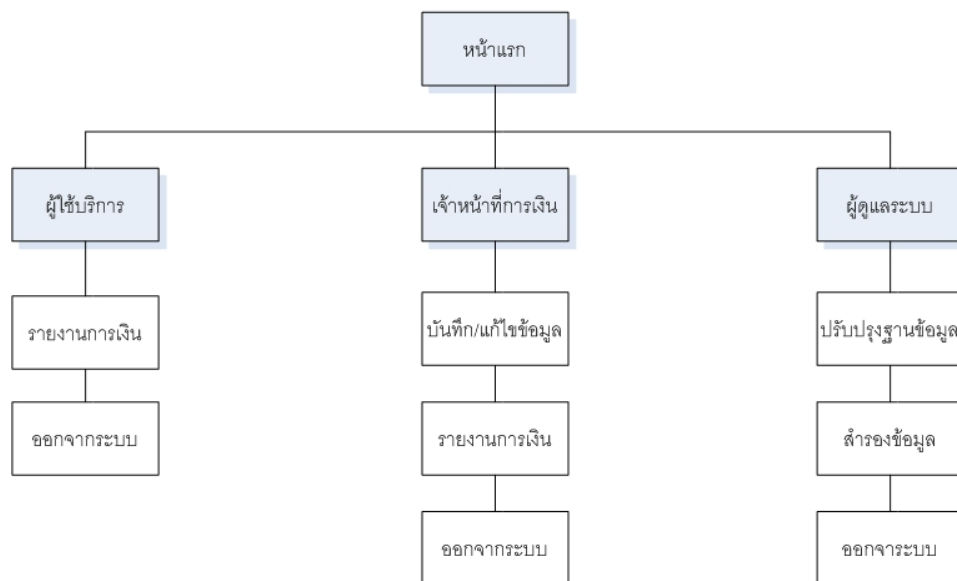 หน้าแรก
ผู้ใช้บริการ
เจ้าหน้าที่การเงิน
ผู้ดูแลระบบ
รายงานการเงิน
บันทึก/แก้ไขข้อมูล
ปรับปรุงฐานข้อมูล
ออกจากระบบ
รายงานการเงิน
สำรองข้อมูล
ออกจากระบบ
ออกจาระบบ